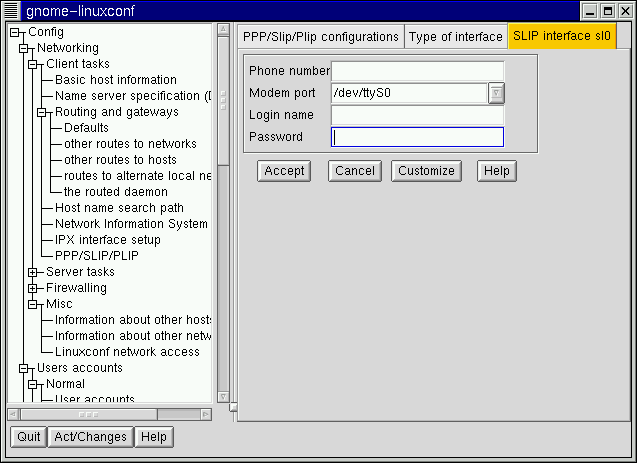 gnome-linuxconf
Config
Networking
Client tasks
Basic host information
Name server specification (D
Routing and gateways
Defaults
other routes to networks
other routes to hosts
routes to alternate local ne
the routed daemon
Host name search path
Network Information System
IPX interface setup
PPP/SLIP/PLIP
Server tasks
Firewalling
Misc
Information about other hosts
Information about other netw
Linuxconf network access
Users accounts
Normal
User accounts
PPP/Slip/Plip configurations
Type of interface
SLIP interface sl0
Phone number
Modem port /dev/ttyS0
Login name
Password
Accept Cancel Customize Help
Quit Act/Changes Help